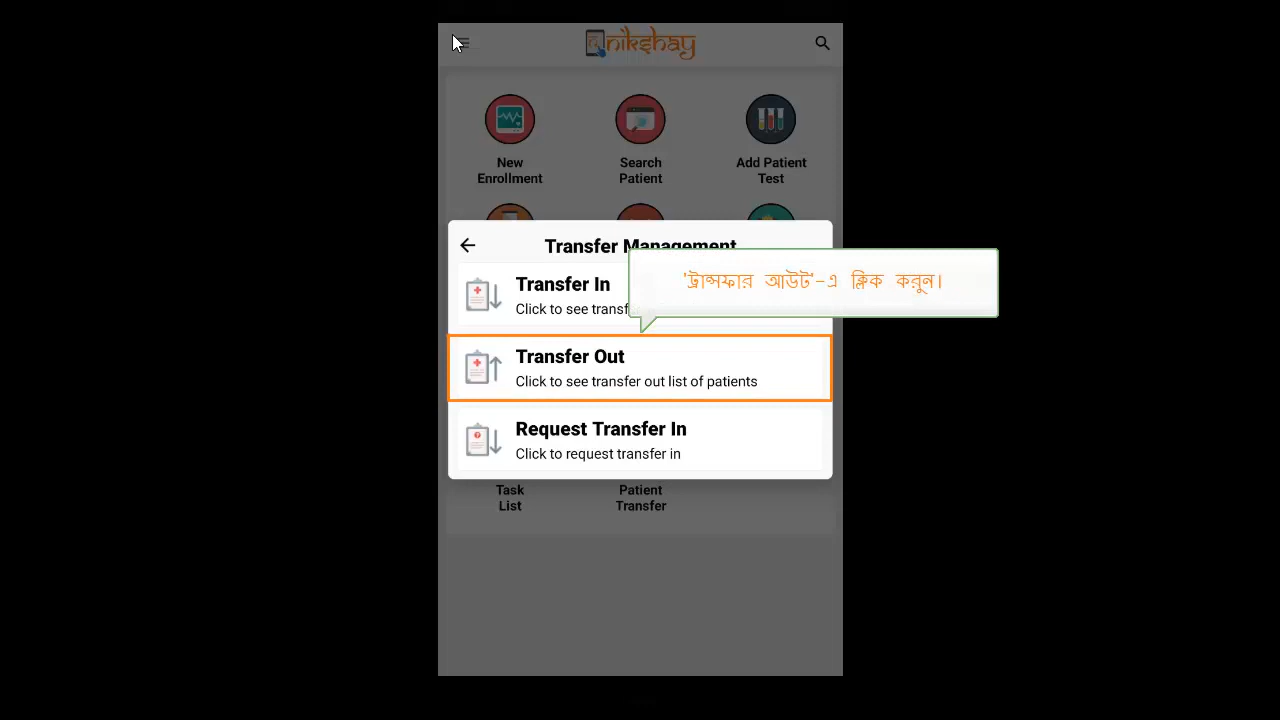 nikshay
New
Enrollment
Search
Patient
Add Patient
Test
Transfer Management
Transfer In
Click to see transf
'ট্রান্সফার আউট'-এ ক্লিক করুন।
Transfer Out
Click to see transfer out list of patients
Request Transfer In
Click to request transfer in
Task
List
Patient
Transfer